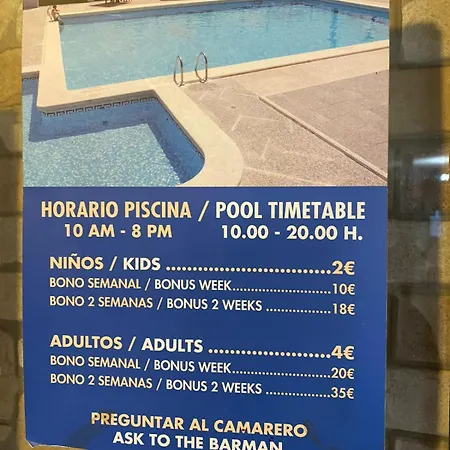 HORARIO PISCINA / POOL TIMETABLE
10 AM - 8 PM 10.00 - 20.00 H.
NIÑOS / KIDS ..............................2€
BONO SEMANAL / BONUS WEEK......................10€
BONO 2 SEMANAS / BONUS 2 WEEKS ...............18€
ADULTOS / ADULTS .......................4€
BONO SEMANAL / BONUS WEEK......................20€
BONO 2 SEMANAS / BONUS 2 WEEKS ...............35€
PREGUNTAR AL CAMARERO
ASK TO THE BARMAN